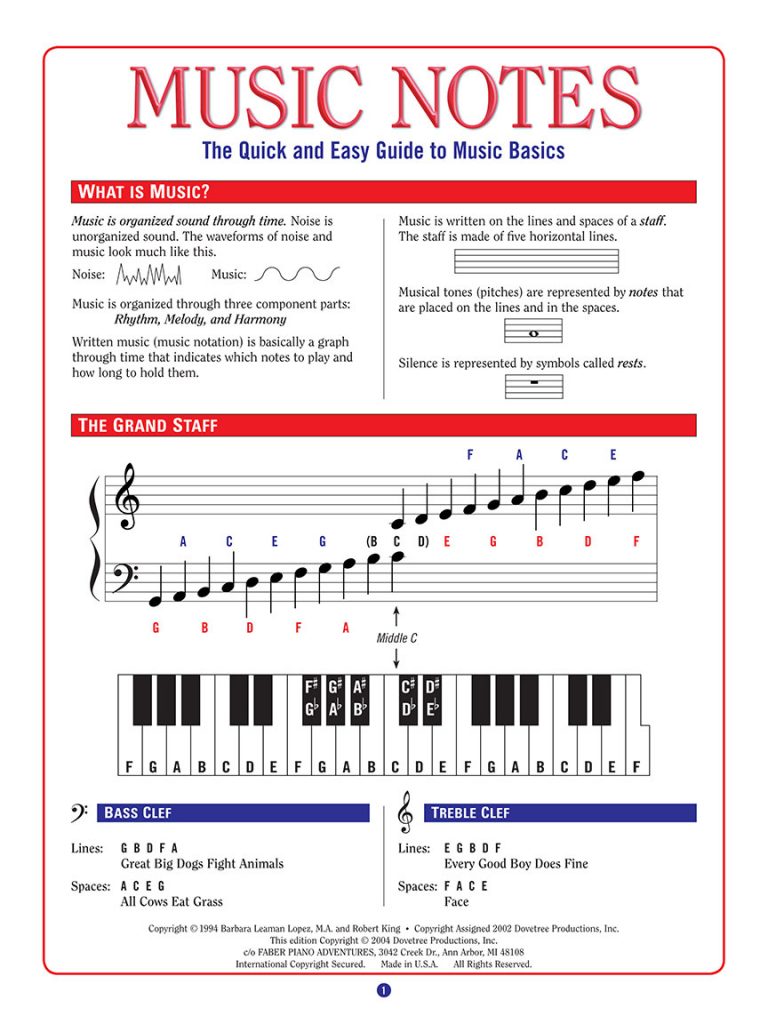 MUSIC NOTES
The Quick and Easy Guide to Music Basics
WHAT IS MUSIC?
Music is organized sound through time. Noise is
unorganized sound. The waveforms of noise and
music look much like this.
Noise: Music:
Music is organized through three component parts:
Rhythm, Melody, and Harmony
Written music (music notation) is basically a graph
through time that indicates which notes to play and
how long to hold them.
Music is written on the lines and spaces of a staff.
The staff is made of five horizontal lines.
Musical tones (pitches) are represented by notes that
are placed on the lines and in the spaces.
Silence is represented by symbols called rests.
THE GRAND STAFF
F A C E
A C E G (B C D) E G B D F
G B D F A
Middle C
F♯ G♯ A♯ C♯ D♯
G♭ A♭ B♭ D♭ E♭
F G A B C D E F G A B C D E F G A B C D E F
BASS CLEF
Lines: G B D F A
Great Big Dogs Fight Animals
Spaces: A C E G
All Cows Eat Grass
TREBLE CLEF
Lines: E G B D F
Every Good Boy Does Fine
Spaces: F A C E
Face
Copyright © 1994 Barbara Leaman Lopez, M.A. and Robert King • Copyright Assigned 2002 Dovetree Productions, Inc.
This edition Copyright © 2004 Dovetree Productions, Inc.
c/o FABER PIANO ADVENTURES, 3042 Creek Dr., Ann Arbor, MI 48108
International Copyright Secured. Made in U.S.A. All Rights Reserved.
1